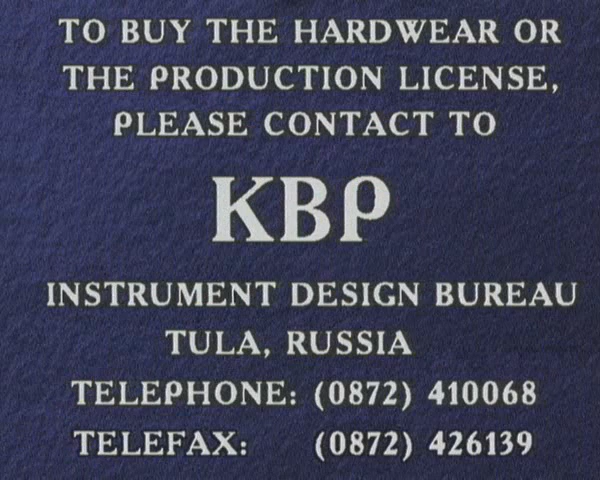 TO BUY THE HARDWEAR OR
THE PRODUCTION LICENSE,
PLEASE CONTACT TO
KBP
INSTRUMENT DESIGN BUREAU
TULA, RUSSIA
TELEPHONE: (0872) 410068
TELEFAX: (0872) 426139